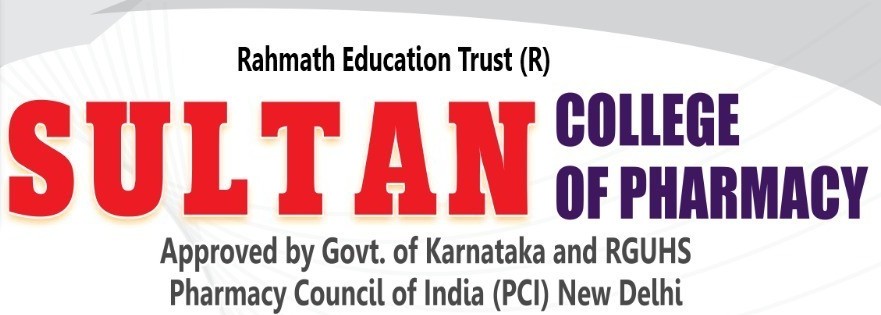 Rahmath Education Trust (R)
SULTAN COLLEGE
OF PHARMACY
Approved by Govt. of Karnataka and RGUHS
Pharmacy Council of India (PCI) New Delhi